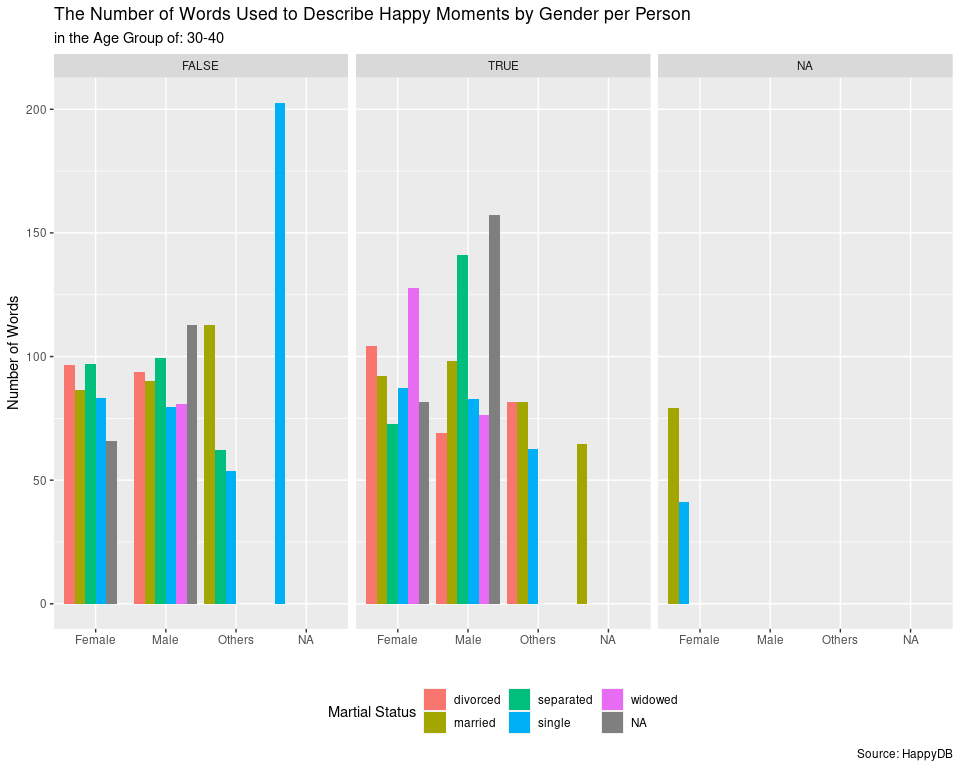 The Number of Words Used to Describe Happy Moments by Gender per Person
in the Age Group of: 30-40
FALSE TRUE NA
Number of Words
200
150
100
50
0
Female Male Others NA Female Male Others NA Female Male Others NA
Martial Status
divorced separated widowed
married single NA
Source: HappyDB